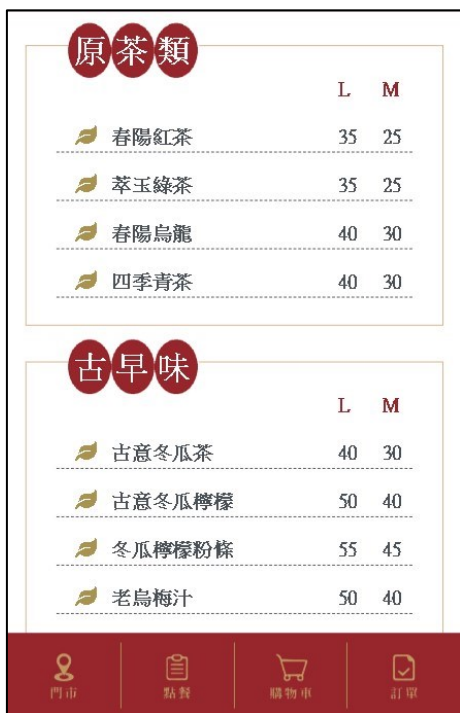 原茶類
L M
春陽紅茶 35 25
萃玉綠茶 35 25
春陽烏龍 40 30
四季青茶 40 30
古早味
L M
古意冬瓜茶 40 30
古意冬瓜檸檬 50 40
冬瓜檸檬粉條 55 45
老烏梅汁 50 40
門市 點餐 購物車 訂單